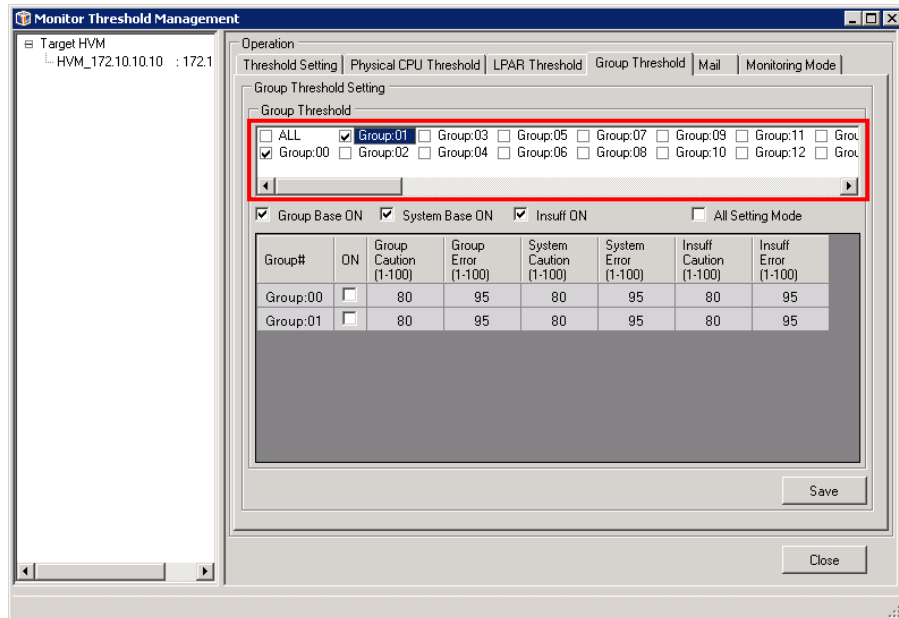 Monitor Threshold Management
Target HVM
HVM_172.10.10.10 : 172.1
Operation
Threshold Setting Physical CPU Threshold LPAR Threshold Group Threshold Mail Monitoring Mode
Group Threshold Setting
Group Threshold
ALL Group:01 Group:03 Group:05 Group:07 Group:09 Group:11 Grou
Group:00 Group:02 Group:04 Group:06 Group:08 Group:10 Group:12 Grou
Group Base ON System Base ON Insuff ON All Setting Mode
Group# ON Group Caution (1-100) Group Error (1-100) System Caution (1-100) System Error (1-100) Insuff Caution (1-100) Insuff Error (1-100)
Group:00 80 95 80 95 80 95
Group:01 80 95 80 95 80 95
Save
Close